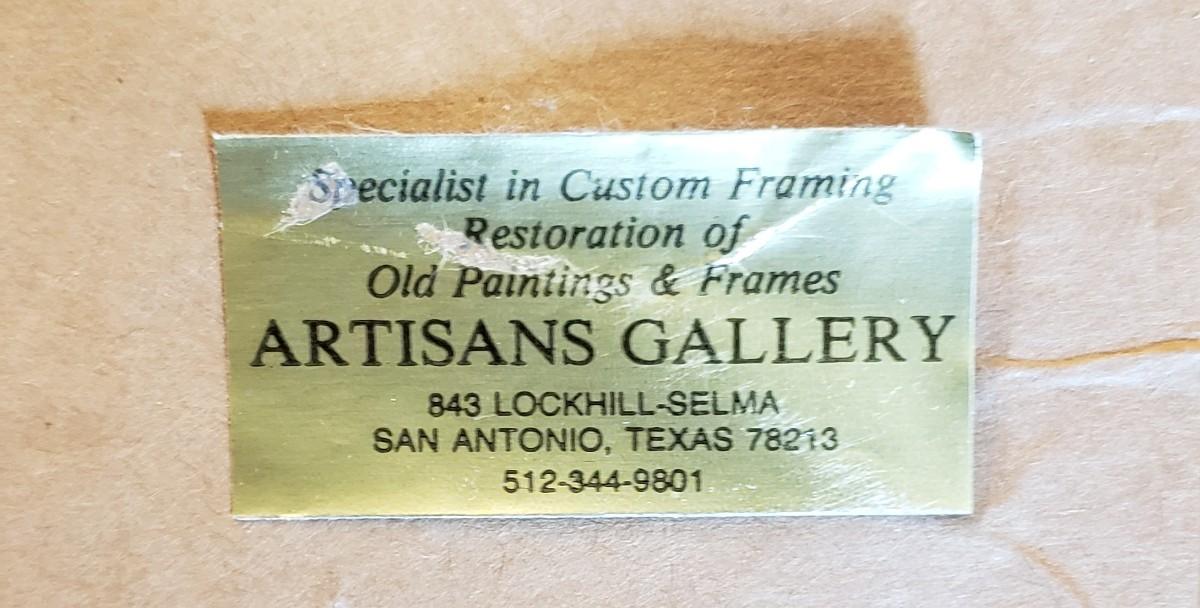 Specialist in Custom Framing
Restoration of
Old Paintings & Frames
ARTISANS GALLERY
843 LOCKHILL-SELMA
SAN ANTONIO, TEXAS 78213
512-344-9801